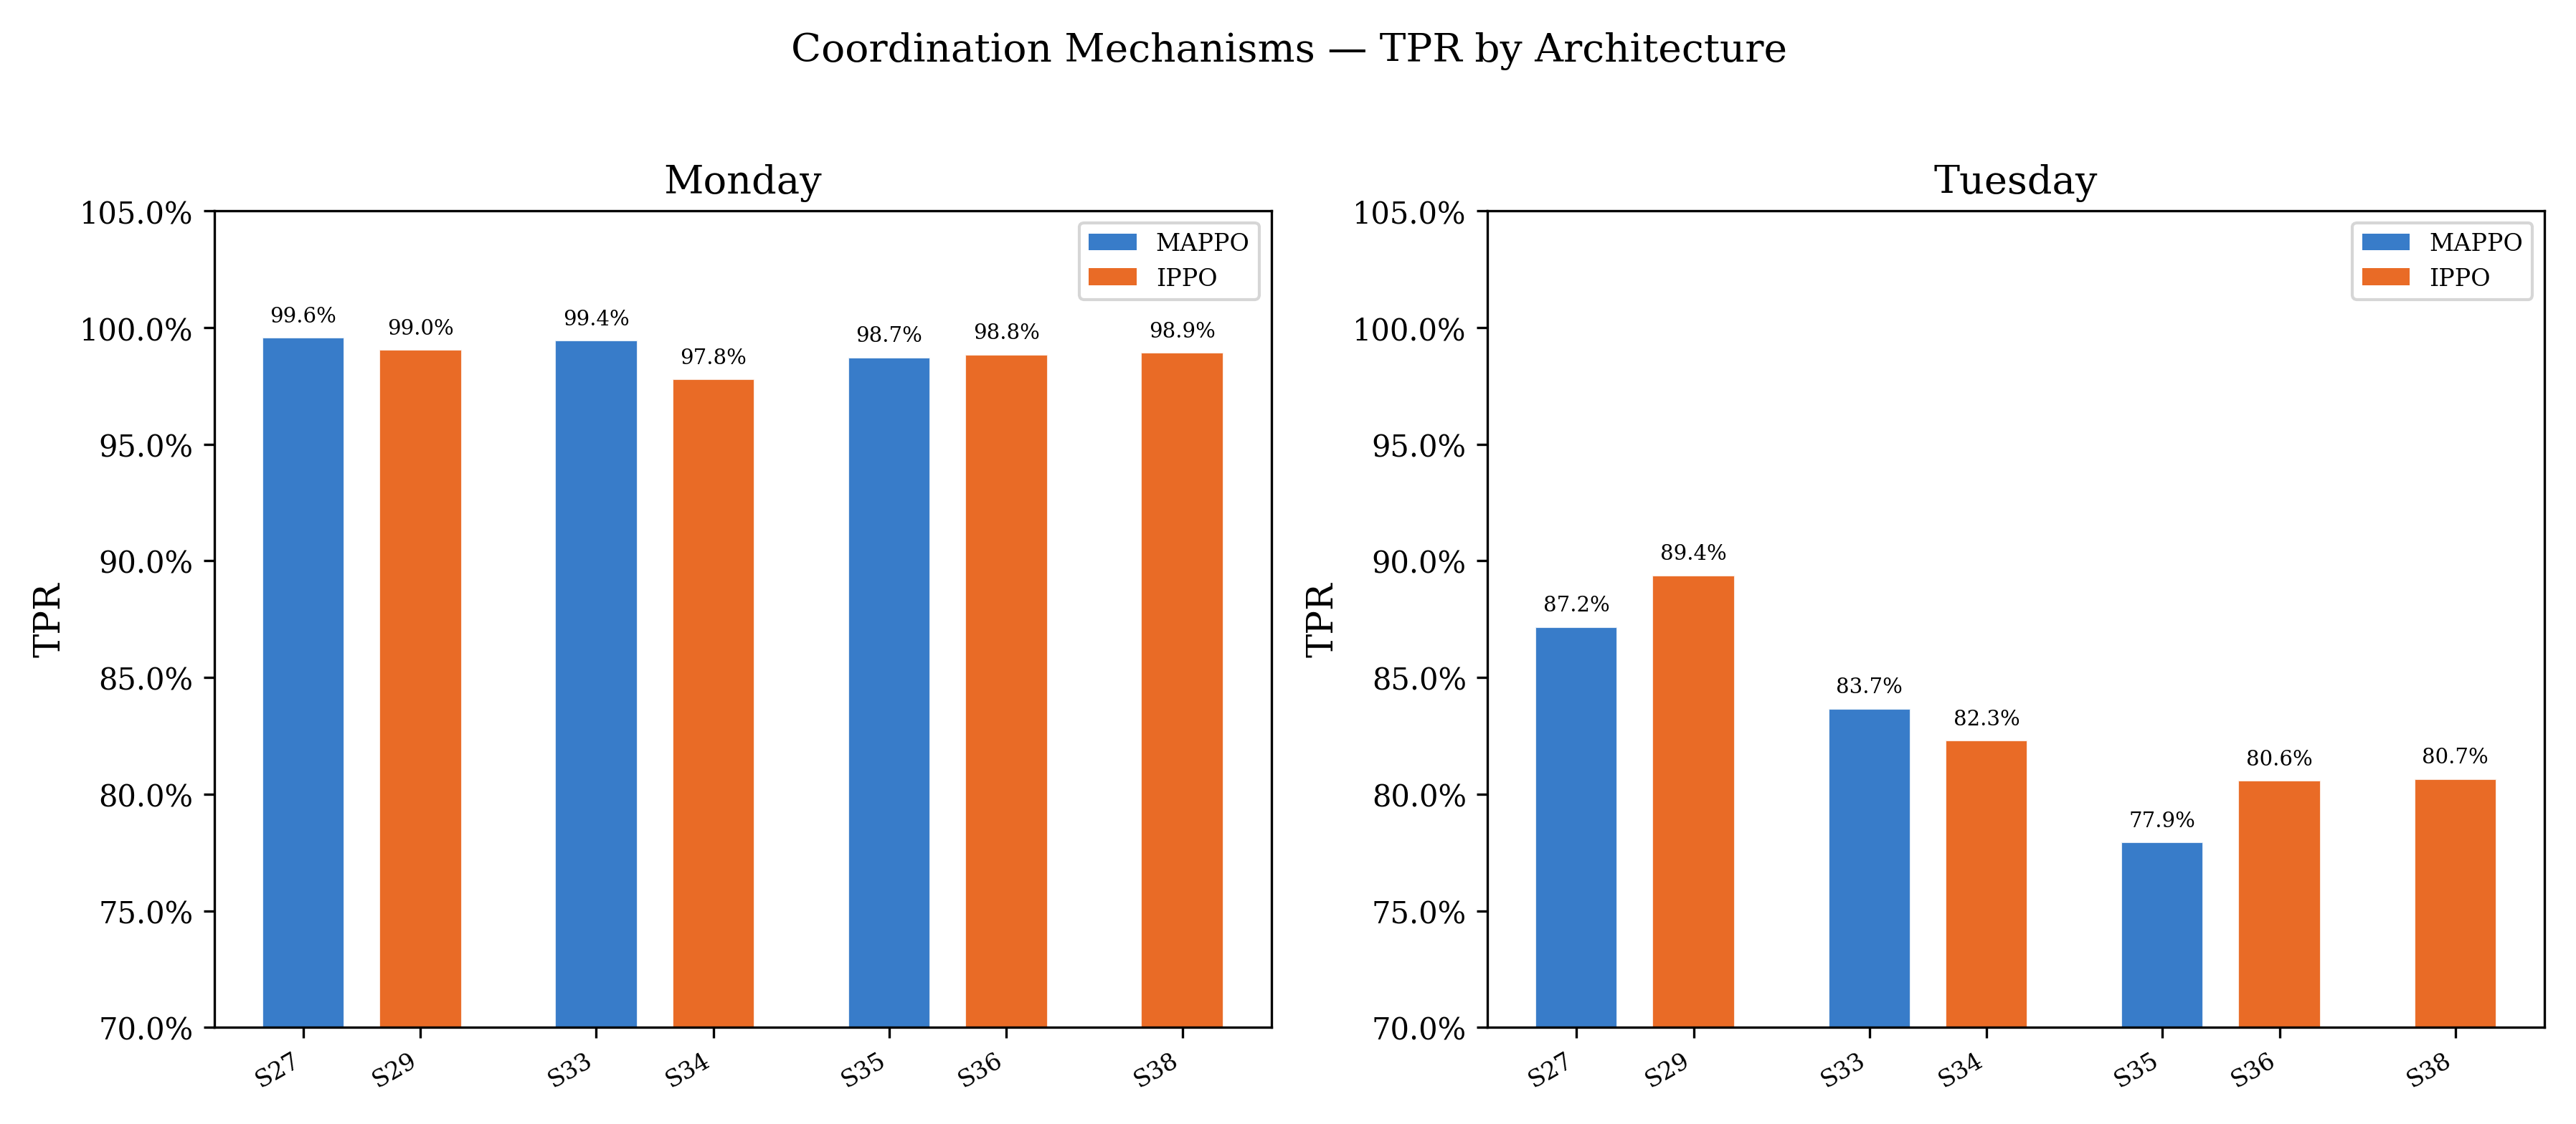 Coordination Mechanisms — TPR by Architecture
Monday
105.0%
100.0%
95.0%
90.0%
85.0%
80.0%
75.0%
70.0%
TPR
MAPPO
IPPO
99.6%
99.0%
99.4%
97.8%
98.7%
98.8%
98.9%
S27
S29
S33
S34
S35
S36
S38
Tuesday
105.0%
100.0%
95.0%
90.0%
85.0%
80.0%
75.0%
70.0%
TPR
MAPPO
IPPO
87.2%
89.4%
83.7%
82.3%
77.9%
80.6%
80.7%
S27
S29
S33
S34
S35
S36
S38